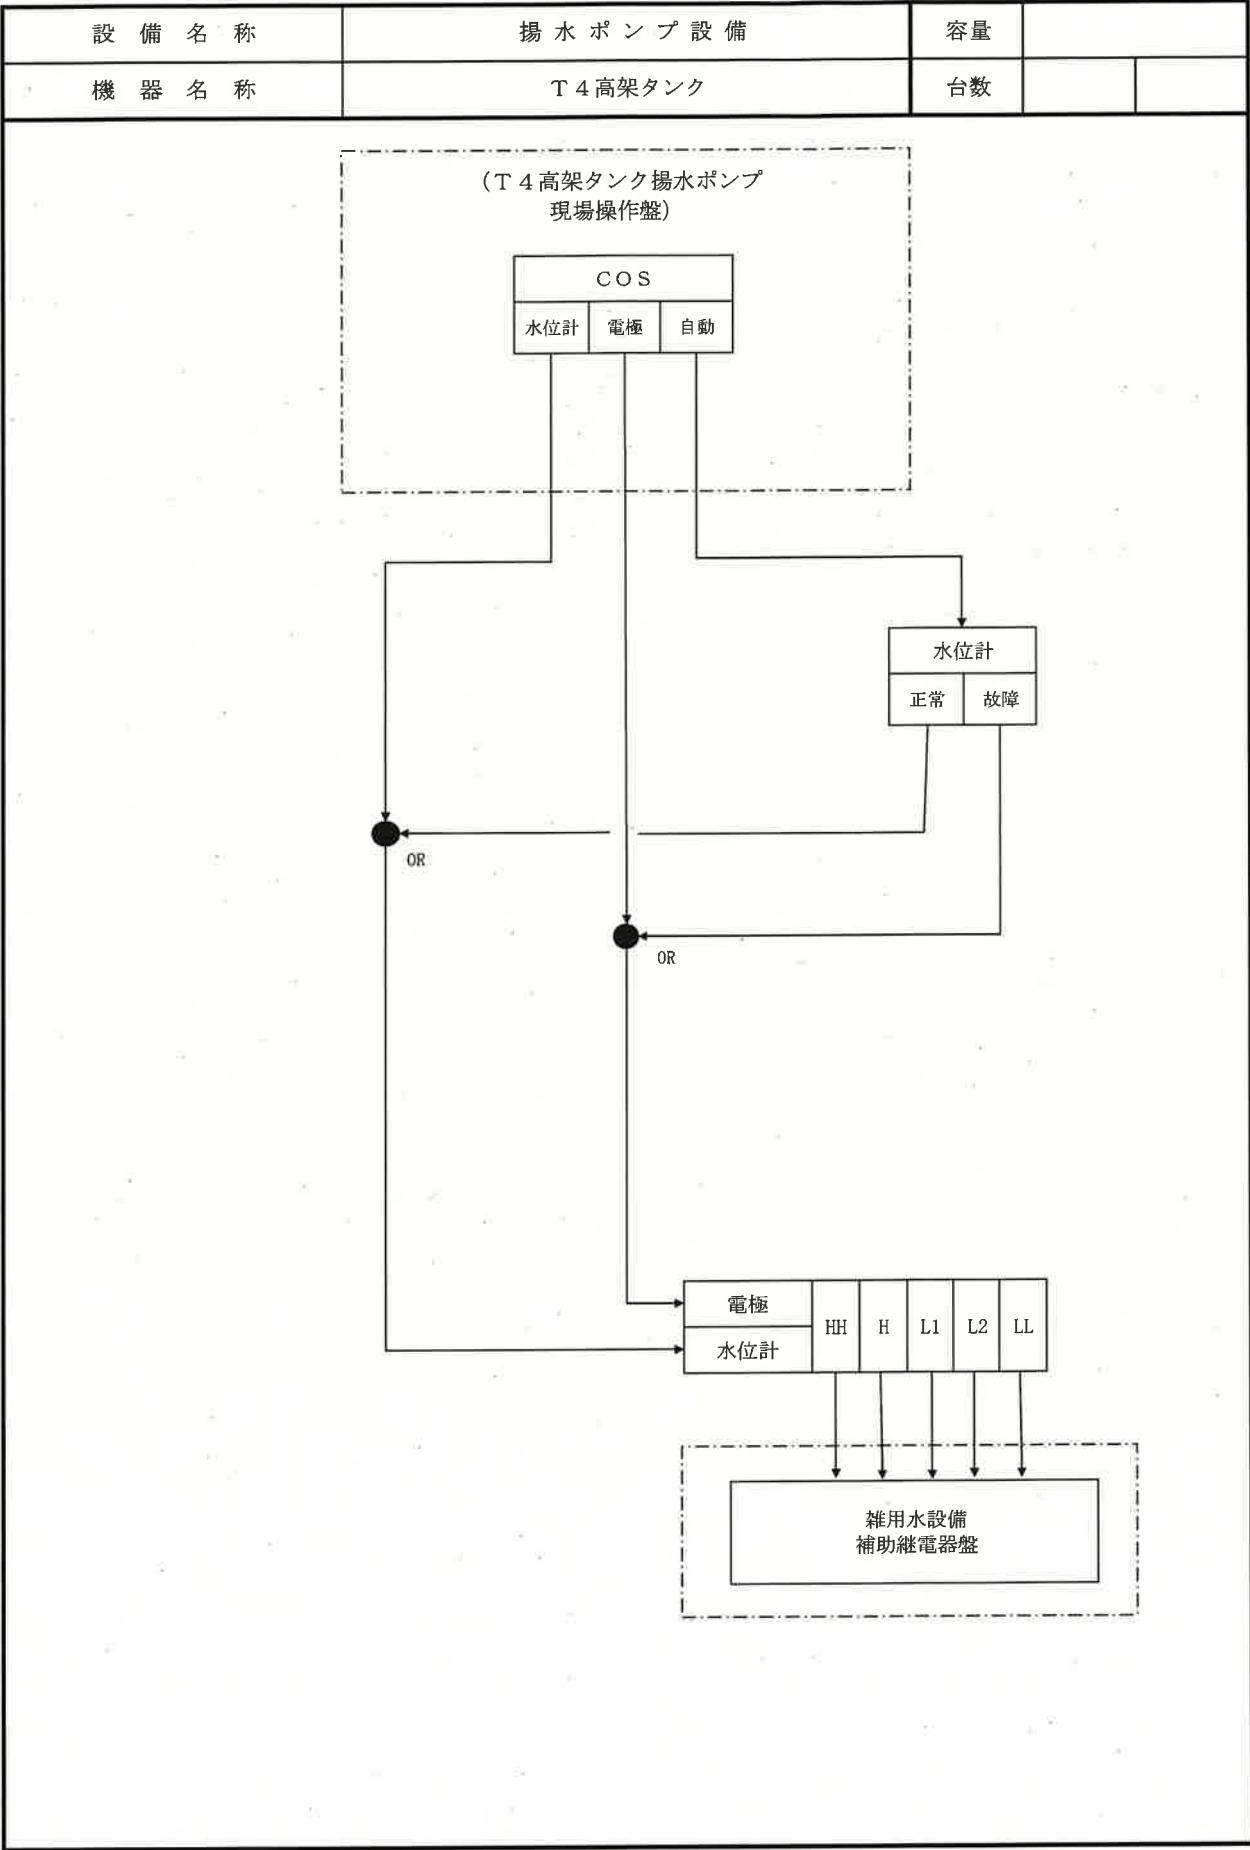 設備名称
揚水ポンプ設備
容量
機器名称
T4高架タンク
台数
(T4高架タンク揚水ポンプ
現場操作盤)
COS
水位計
電極
自動
水位計
正常
故障
OR
OR
電極
水位計
HH
H
L1
L2
LL
雑用水設備
補助継電器盤